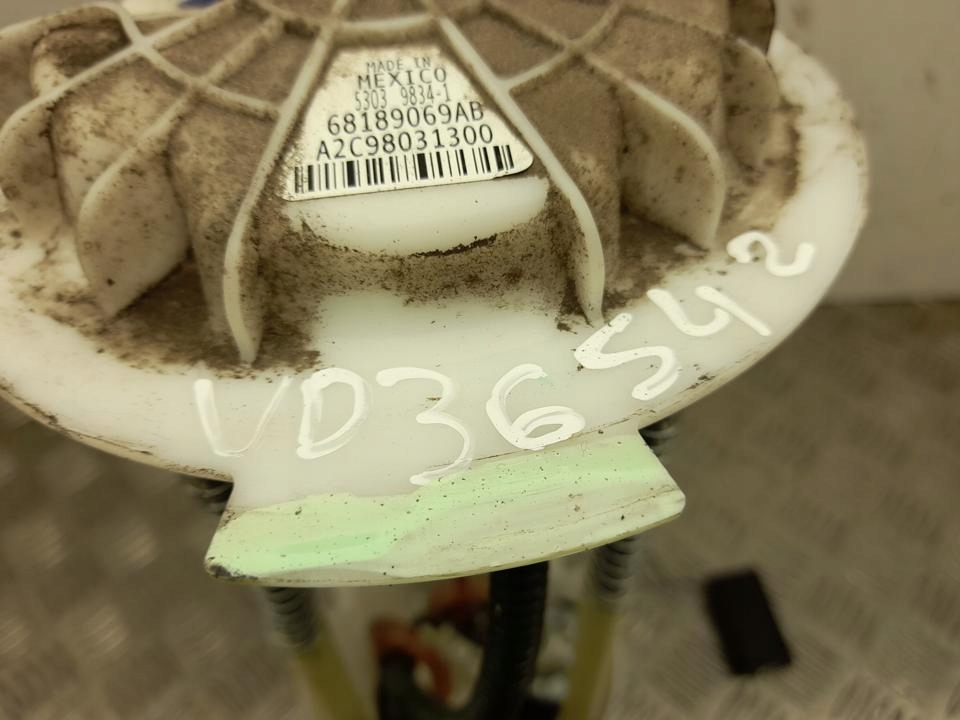 MADE IN
MEXICO
5303 9834-1
68189069AB
A2C98031300
VD36542